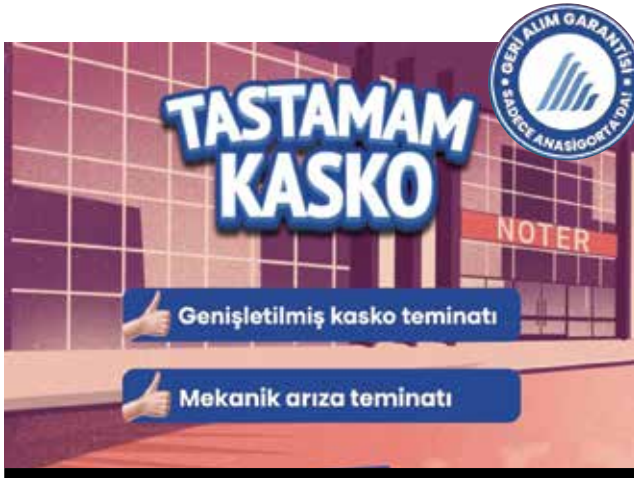 GERİ ALIM GARANTİSİ
SADECE ANASİGORTA'DA!
TASTAMAM
KASKO
NOTER
Genişletilmiş kasko teminatı
Mekanik arıza teminatı